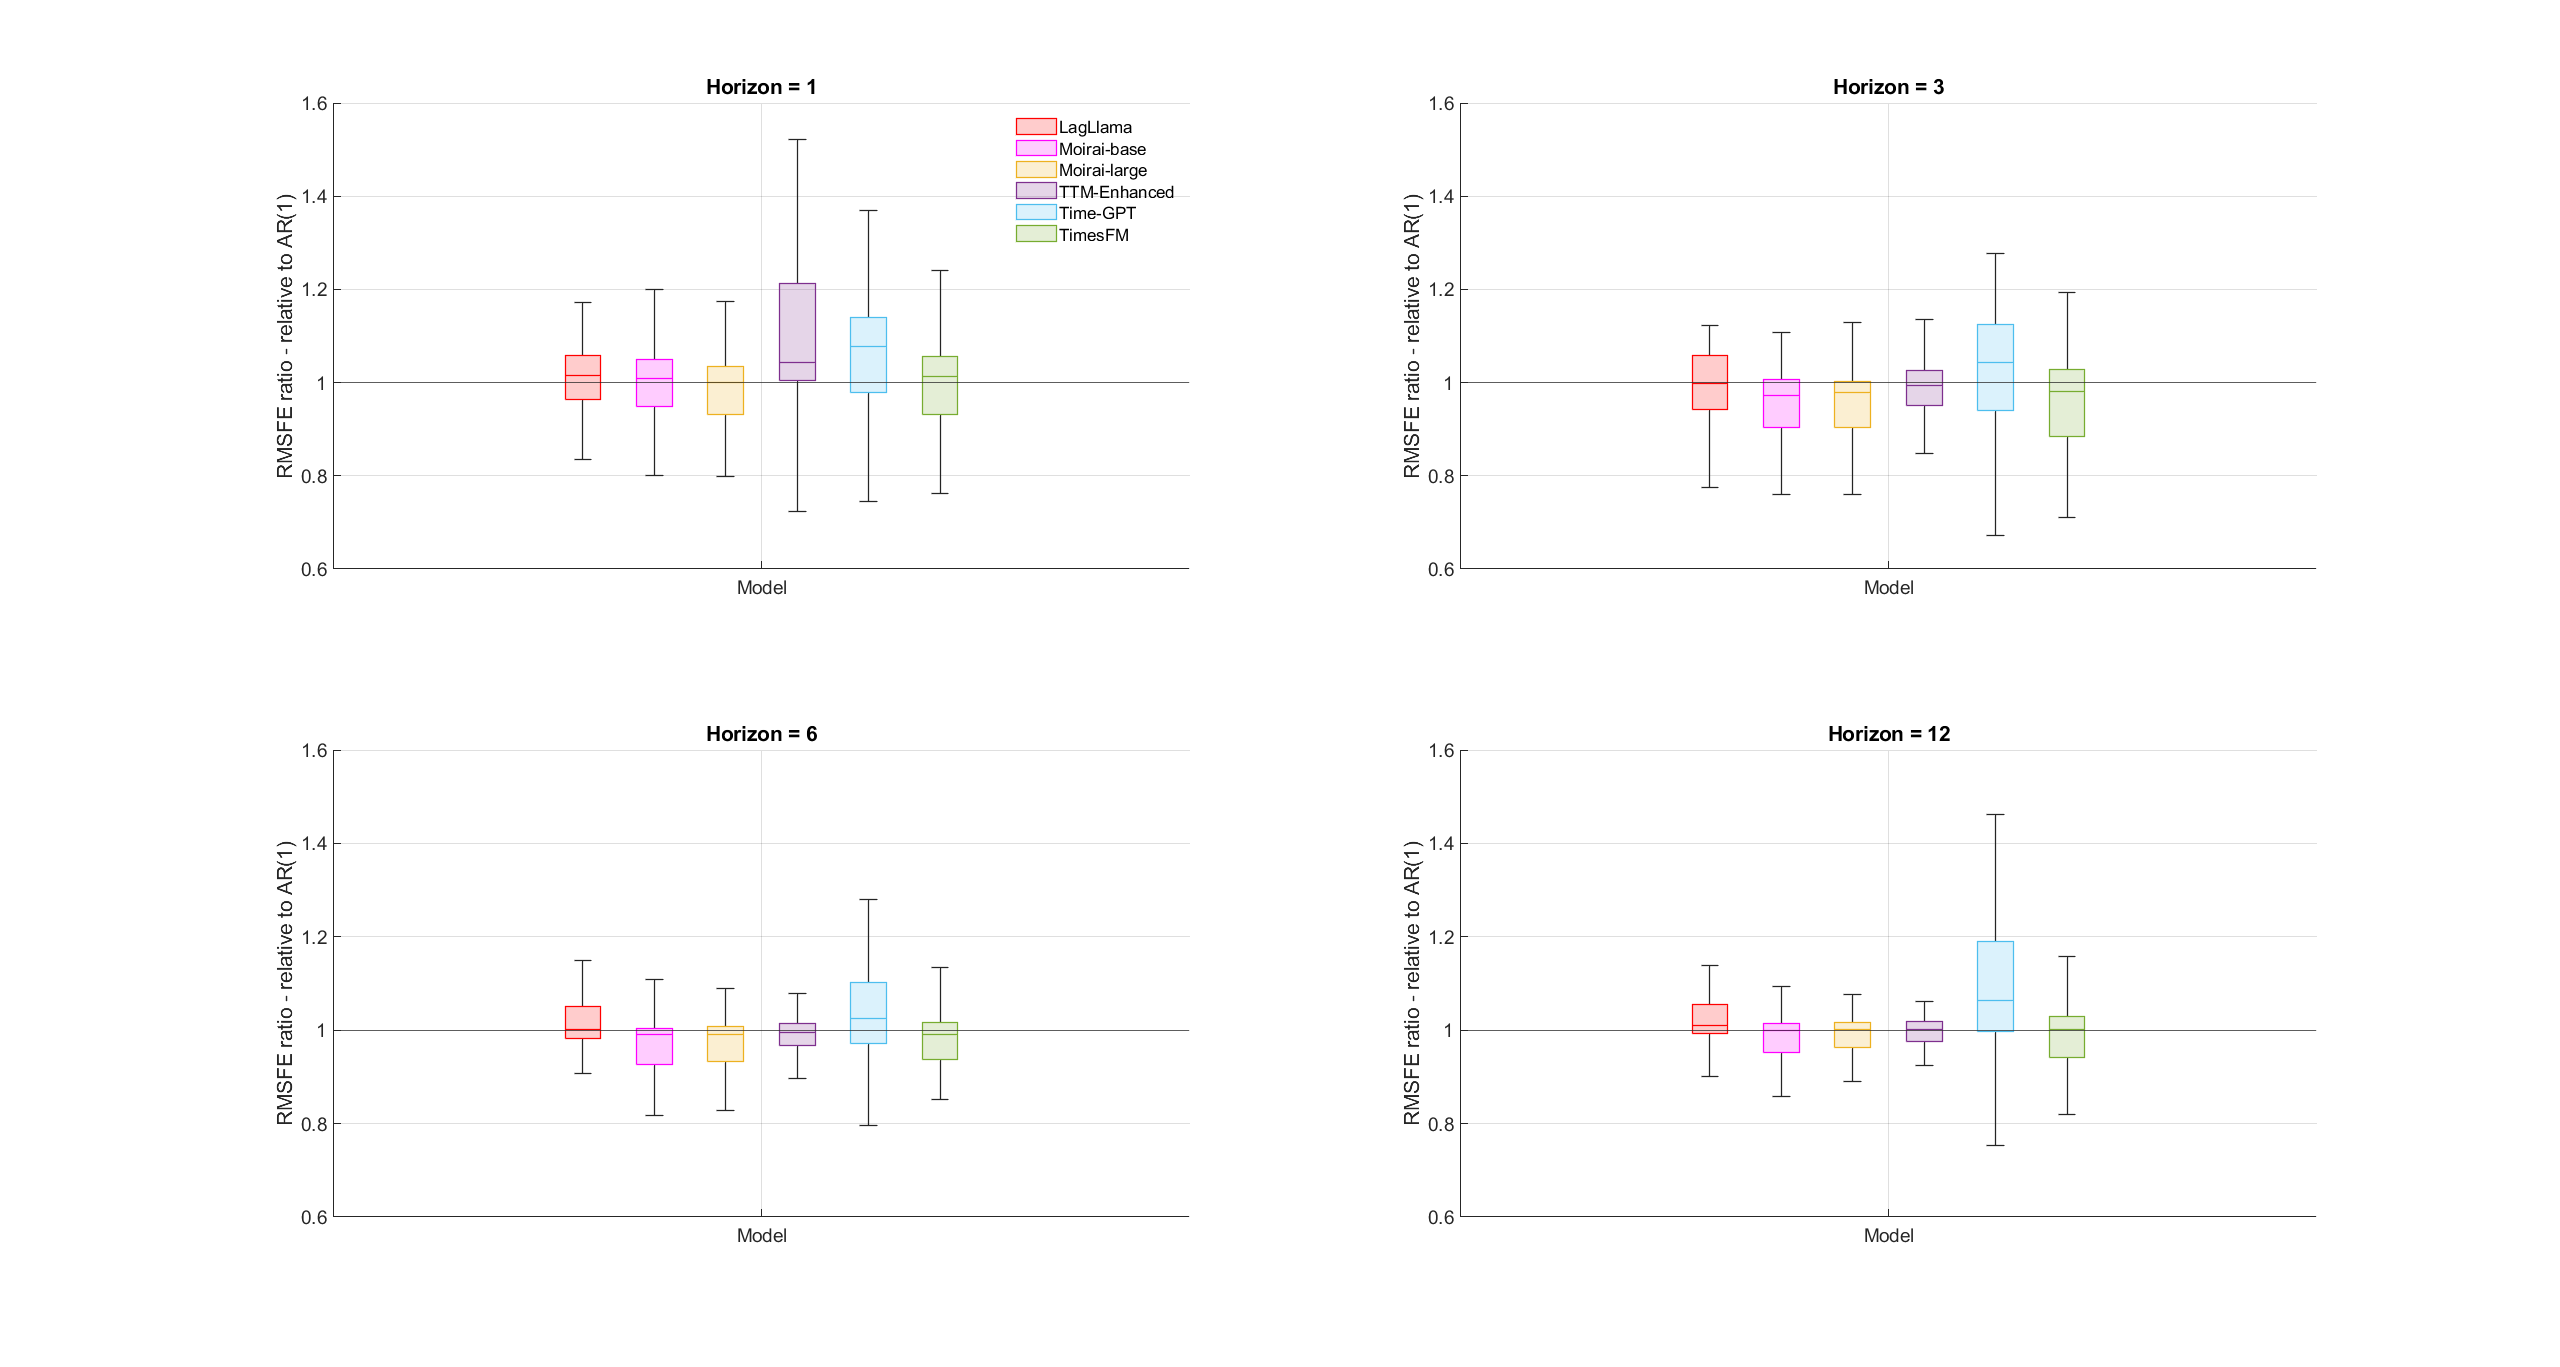 Horizon = 1
1.6
1.4
1.2
1
0.8
0.6
RMSFE ratio - relative to AR(1)
Model
LagLlama
Moirai-base
Moirai-large
TTM-Enhanced
Time-GPT
TimesFM
Horizon = 3
1.6
1.4
1.2
1
0.8
0.6
RMSFE ratio - relative to AR(1)
Model
Horizon = 6
1.6
1.4
1.2
1
0.8
0.6
RMSFE ratio - relative to AR(1)
Model
Horizon = 12
1.6
1.4
1.2
1
0.8
0.6
RMSFE ratio - relative to AR(1)
Model